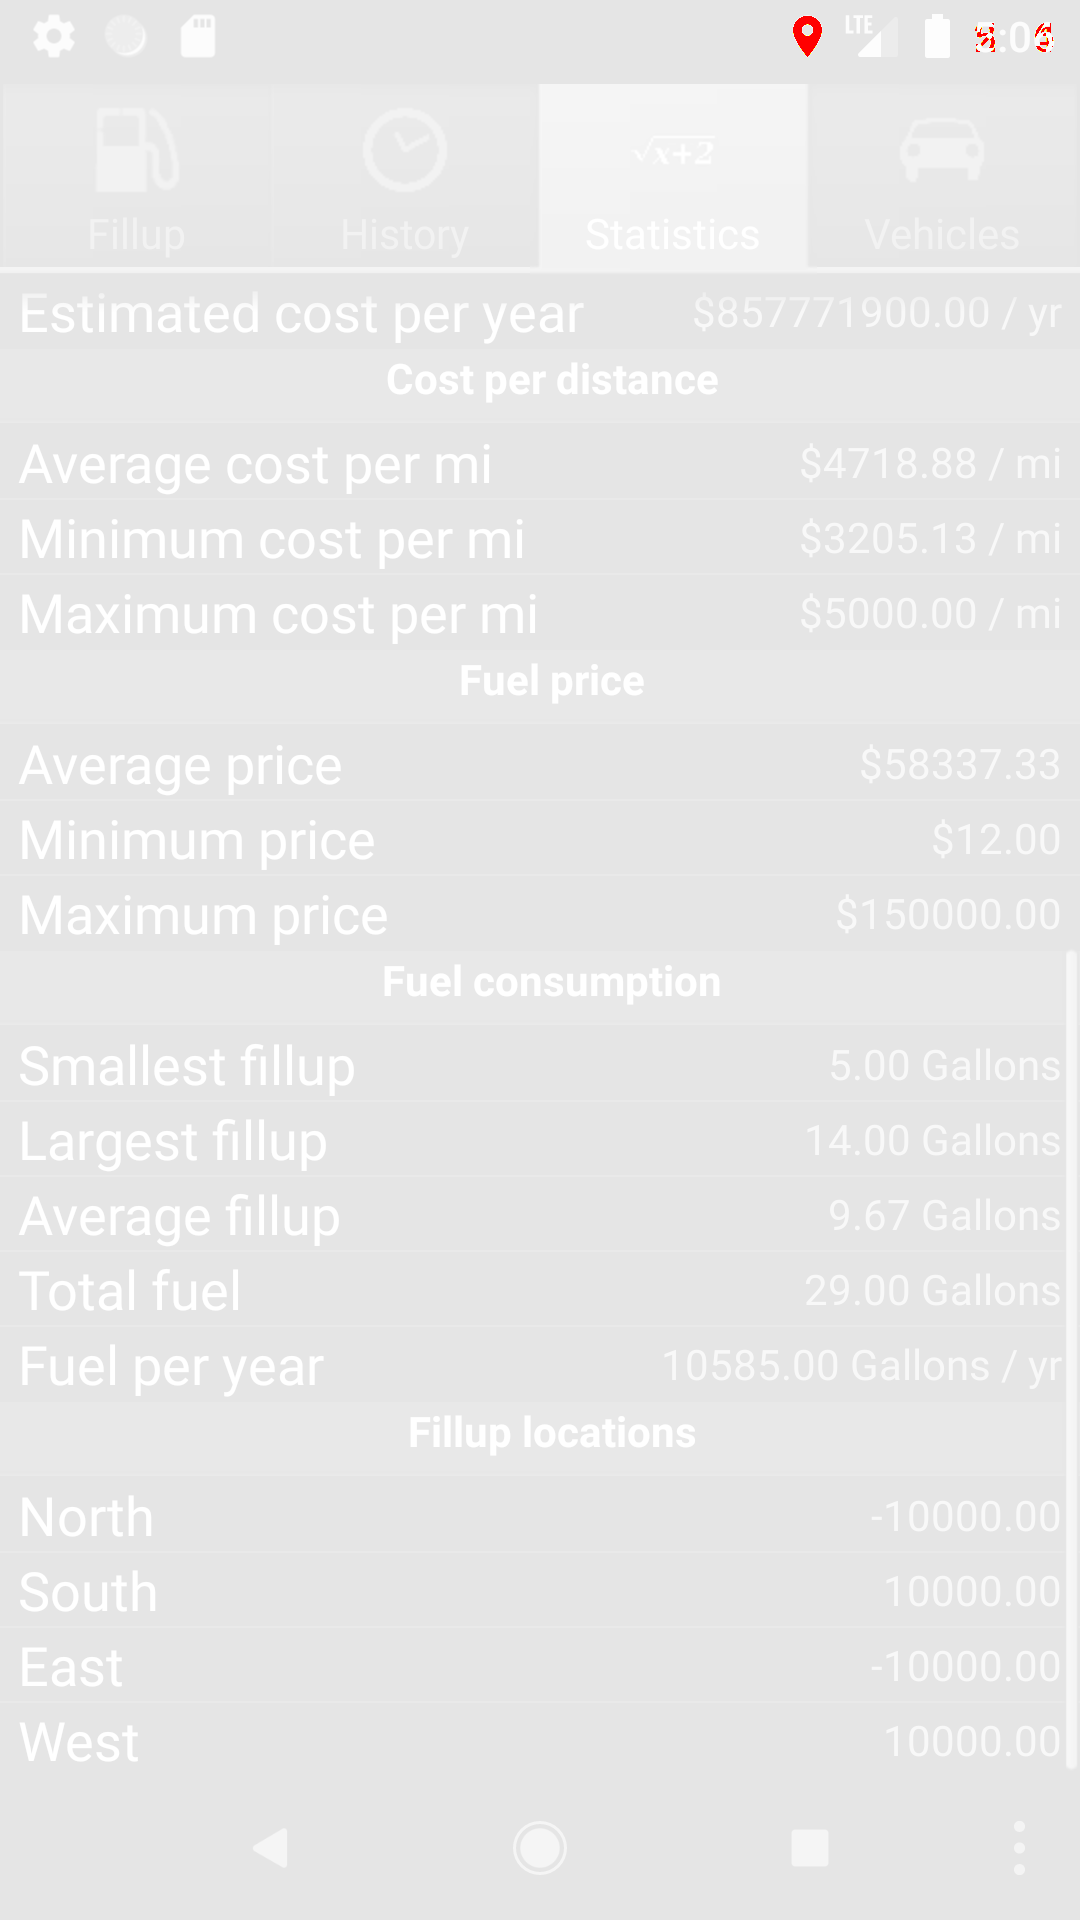 LTE
Fillup
History
√x+2
Statistics
Vehicles
Estimated cost per year $857771900.00 / yr
Cost per distance
Average cost per mi $4718.88 / mi
Minimum cost per mi $3205.13 / mi
Maximum cost per mi $5000.00 / mi
Fuel price
Average price $58337.33
Minimum price $12.00
Maximum price $150000.00
Fuel consumption
Smallest fillup 5.00 Gallons
Largest fillup 14.00 Gallons
Average fillup 9.67 Gallons
Total fuel 29.00 Gallons
Fuel per year 10585.00 Gallons / yr
Fillup locations
North -10000.00
South 10000.00
East -10000.00
West 10000.00